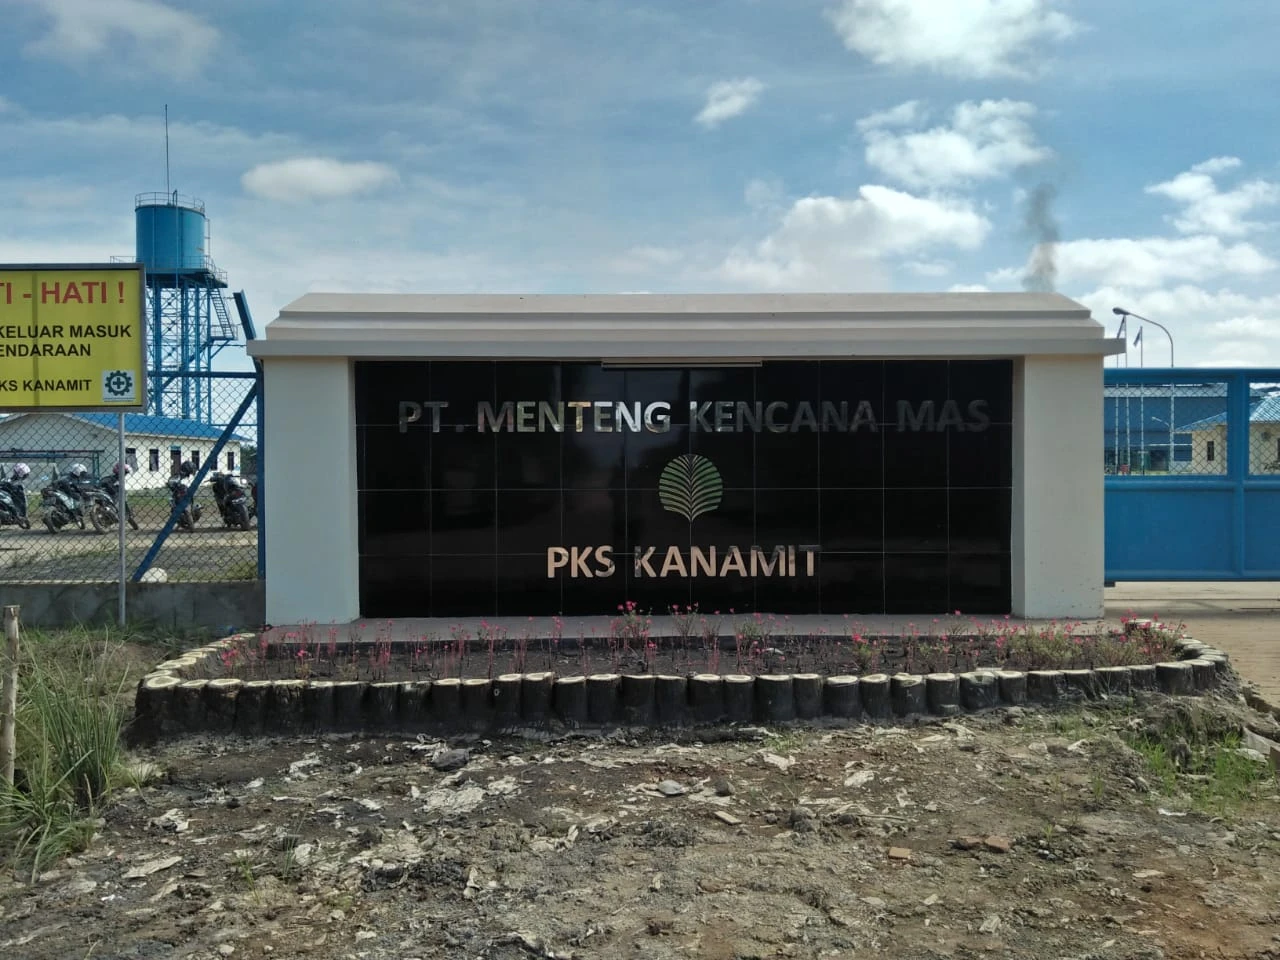 TI - HATI !
KELUAR MASUK
ENDARAAN
KS KANAMIT
PT. MENTENG KENCANA MAS
PKS KANAMIT